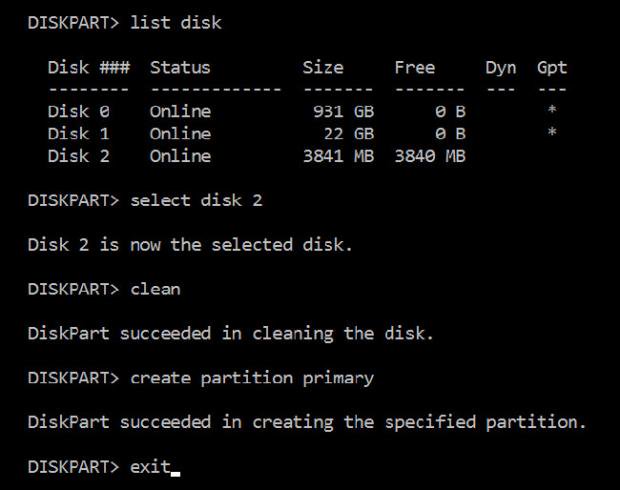 DISKPART> list disk
Disk ### Status Size Free Dyn Gpt
-------- ------------- ------- ------- --- ---
Disk 0 Online 931 GB 0 B *
Disk 1 Online 22 GB 0 B *
Disk 2 Online 3841 MB 3840 MB
DISKPART> select disk 2
Disk 2 is now the selected disk.
DISKPART> clean
DiskPart succeeded in cleaning the disk.
DISKPART> create partition primary
DiskPart succeeded in creating the specified partition.
DISKPART> exit_